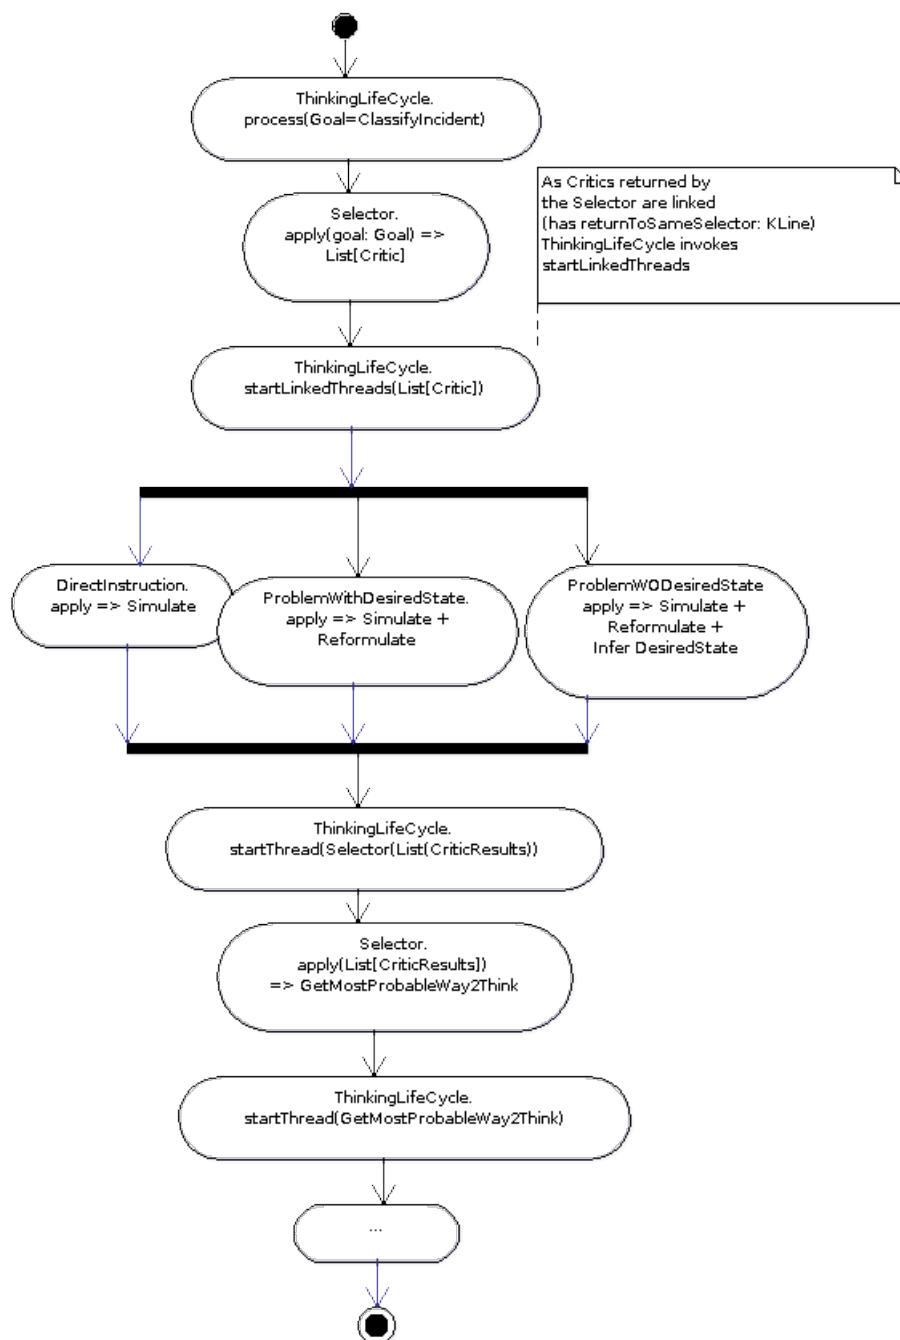 ThinkingLifeCycle.
process(Goal=ClassifyIncident)
As Critics returned by
the Selector are linked
(has returnToSameSelector: KLine)
ThinkingLifeCycle invokes
startLinkedThreads
Selector.
apply(goal: Goal) =>
List[Critic]
ThinkingLifeCycle.
startLinkedThreads(List[Critic])
DirectInstruction.
apply => Simulate
ProblemWithDesiredState.
apply => Simulate +
Reformulate
ProblemWODesiredState
apply => Simulate +
Reformulate +
Infer DesiredState
ThinkingLifeCycle.
startThread(Selector(List(CriticResults))
Selector.
apply(List[CriticResults])
=> GetMostProbableWay2Think
ThinkingLifeCycle.
startThread(GetMostProbableWay2Think)
...